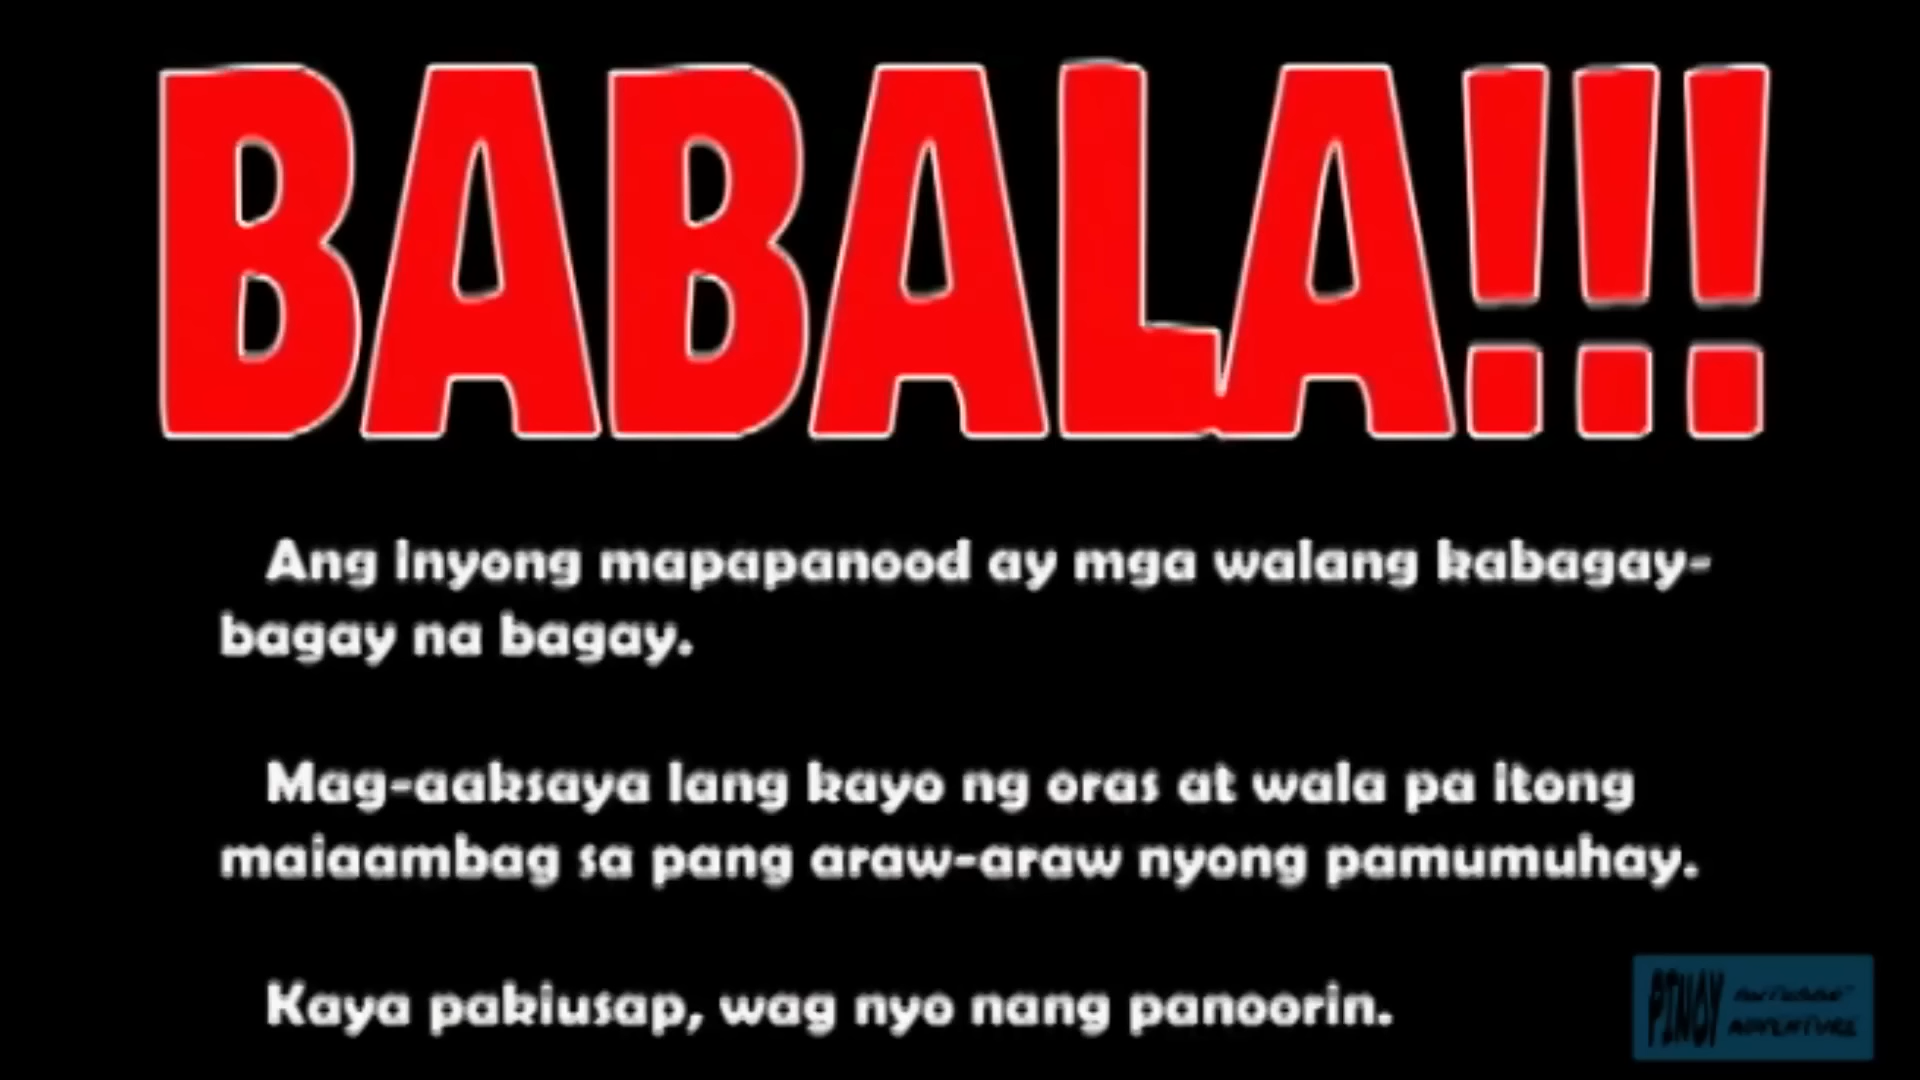 BABALA!!!
Ang inyong mapapanood ay mga walang kabagay-
bagay na bagay.
Mag-aaksaya lang kayo ng oras at wala pa itong
maiaambag sa pang araw-araw nyong pamumuhay.
Kaya pakiusap, wag nyo nang panoorin.
PINOY
ADVENTURE